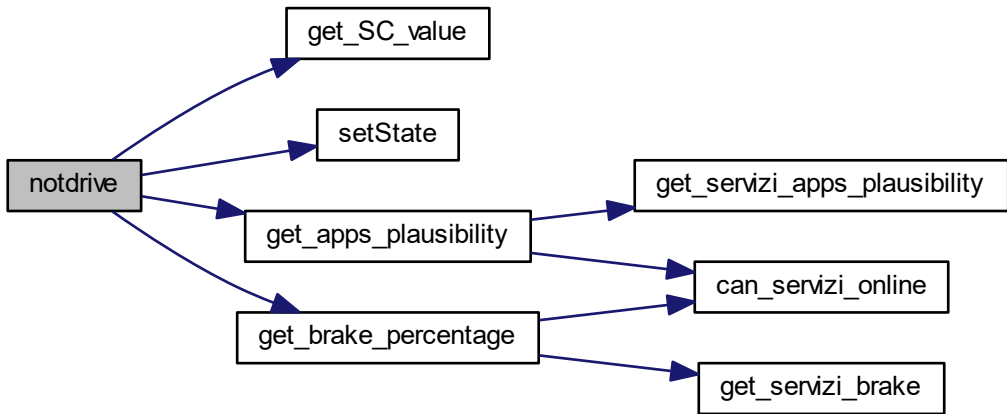 get_SC_value
setState
notdrive
get_servizi_apps_plausibility
get_apps_plausibility
can_servizi_online
get_brake_percentage
get_servizi_brake